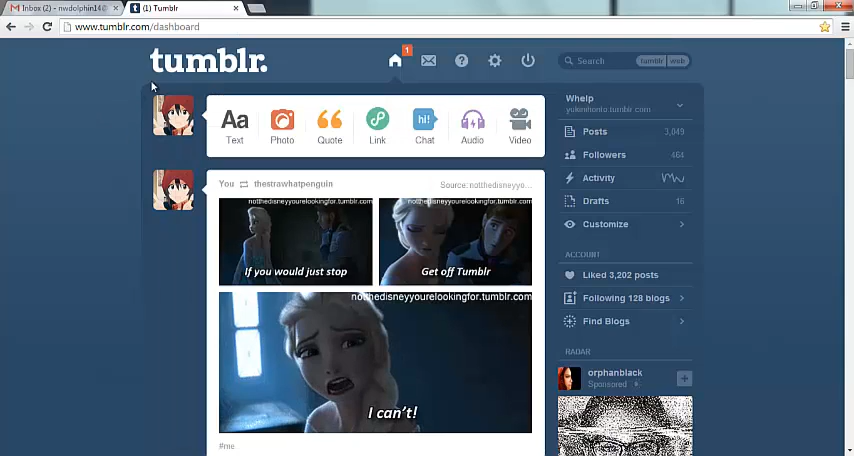 Inbox (2) - nwdolphin14@
(1) Tumblr
www.tumblr.com/dashboard
tumblr.
1
Search
tumblr web
Whelp
Aa
hi!
Text Photo Quote Link Chat Audio Video
Posts 3,049
Followers 464
Activity
Drafts 16
Customize
ACCOUNT
Liked 3,202 posts
Following 128 blogs
Find Blogs
RADAR
orphanblack
Sponsored
You thestrawhatpenguin
Source: notthedisneyyo...
notthedisneyyourelookingfor.tumblr.com
If you would just stop
notthedisneyyourelookingfor.tumblr.com
Get off Tumblr
notthedisneyyourelookingfor.tumblr.com
I can't!
#me